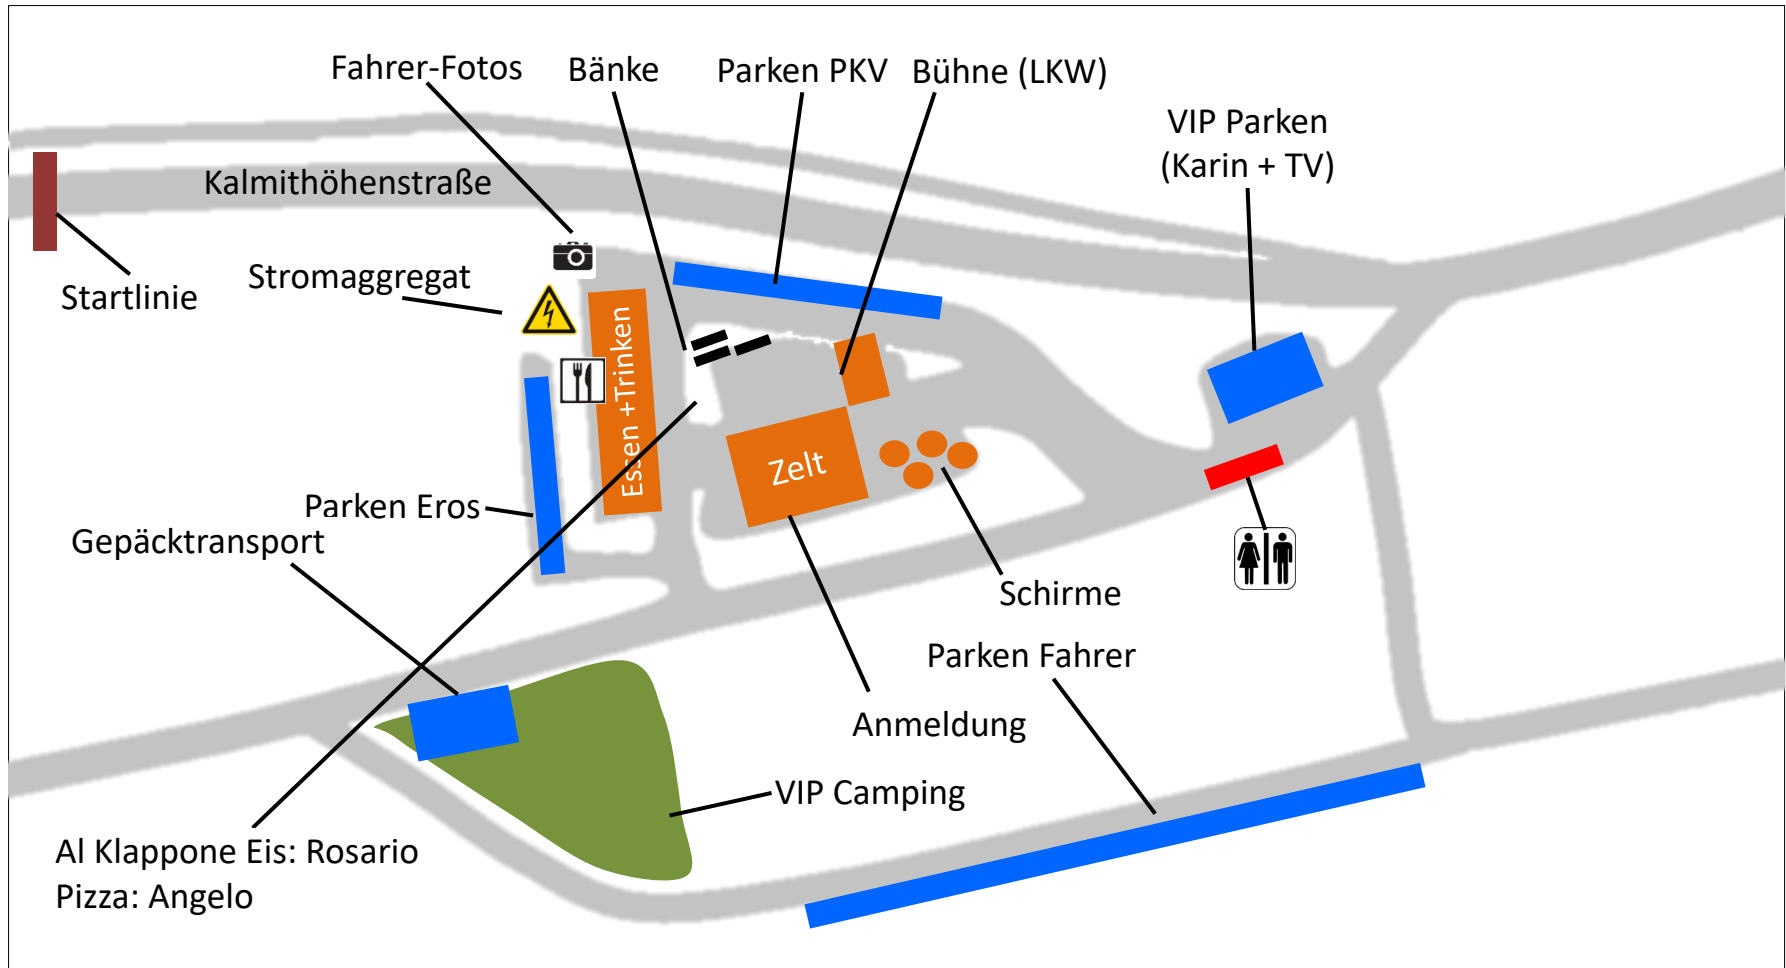 Fahrer-Fotos
Bänke
Parken PKV
Bühne (LKW)
VIP Parken
(Karin + TV)
Kalmithöhenstraße
Startlinie
Stromaggregat
Essen +Trinken
Zelt
Parken Eros
Gepäcktransport
Schirme
Parken Fahrer
Anmeldung
VIP Camping
Al Klappone Eis: Rosario
Pizza: Angelo